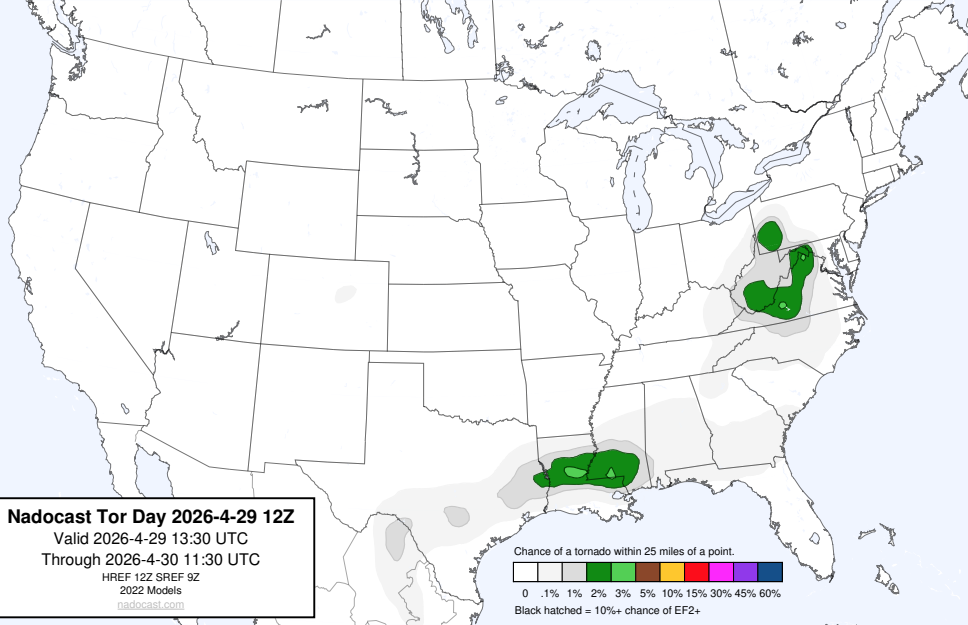 Nadocast Tor Day 2026-4-29 12Z
Valid 2026-4-29 13:30 UTC
Through 2026-4-30 11:30 UTC
HREF 12Z SREF 9Z
2022 Models
nadocast.com
Chance of a tornado within 25 miles of a point.
0 .1% 1% 2% 3% 5% 10% 15% 30% 45% 60%
Black hatched = 10%+ chance of EF2+